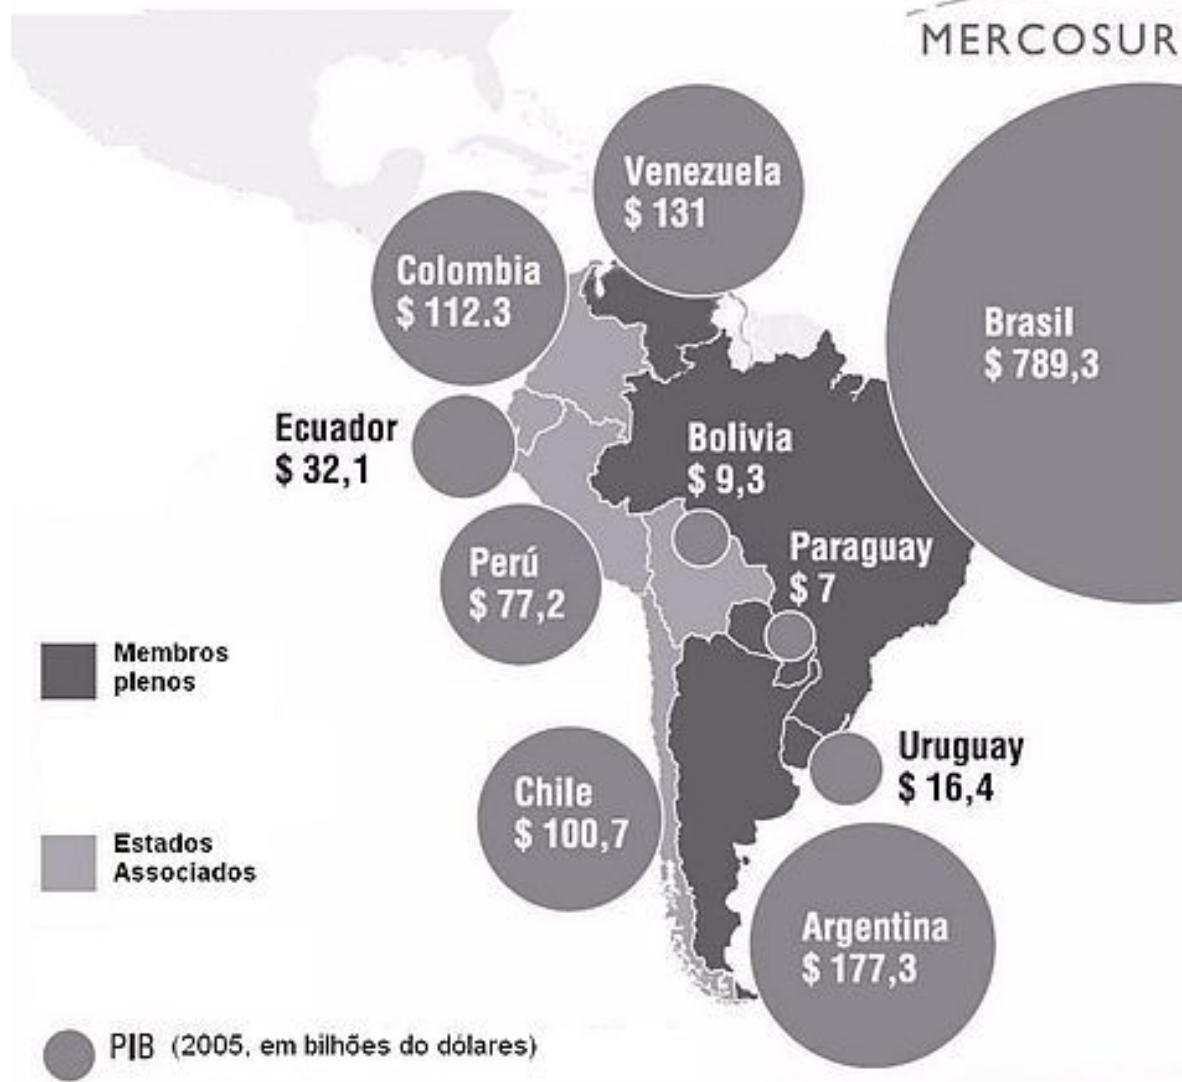 MERCOSUR
Venezuela
$ 131
Colombia
$ 112.3
Brasil
$ 789,3
Ecuador
$ 32,1
Bolivia
$ 9,3
Perú
$ 77,2
Paraguay
$ 7
Membros
plenos
Uruguay
$ 16,4
Chile
$ 100,7
Estados
Associados
Argentina
$ 177,3
PIB (2005, em bilhões do dólares)